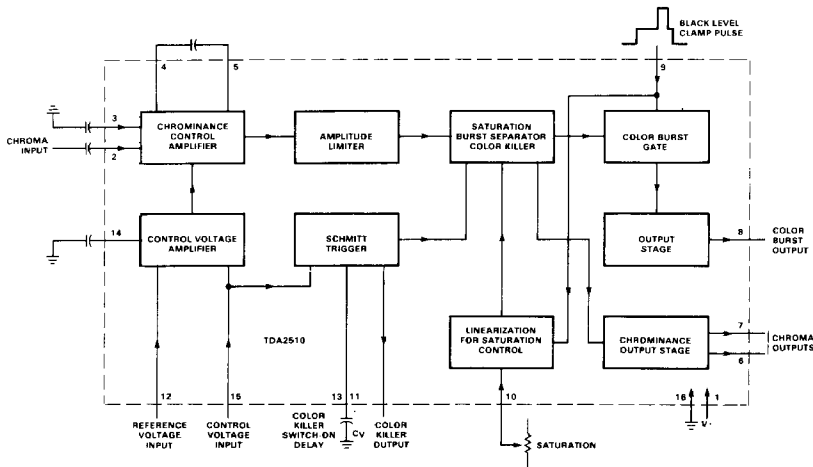 BLACK LEVEL
CLAMP PULSE
4
5
9
3
CHROMA
INPUT
2
CHROMINANCE
CONTROL
AMPLIFIER
AMPLITUDE
LIMITER
SATURATION
BURST SEPARATOR
COLOR KILLER
COLOR BURST
GATE
14
CONTROL VOLTAGE
AMPLIFIER
SCHMITT
TRIGGER
OUTPUT
STAGE
8
COLOR
BURST
OUTPUT
TDA2510
LINEARIZATION
FOR SATURATION
CONTROL
CHROMINANCE
OUTPUT STAGE
7
6
CHROMA
OUTPUTS
12
15
13
11
10
16
1
REFERENCE
VOLTAGE
INPUT
CONTROL
VOLTAGE
INPUT
COLOR
KILLER
SWITCH-ON
DELAY
CV
COLOR
KILLER
OUTPUT
SATURATION
V+